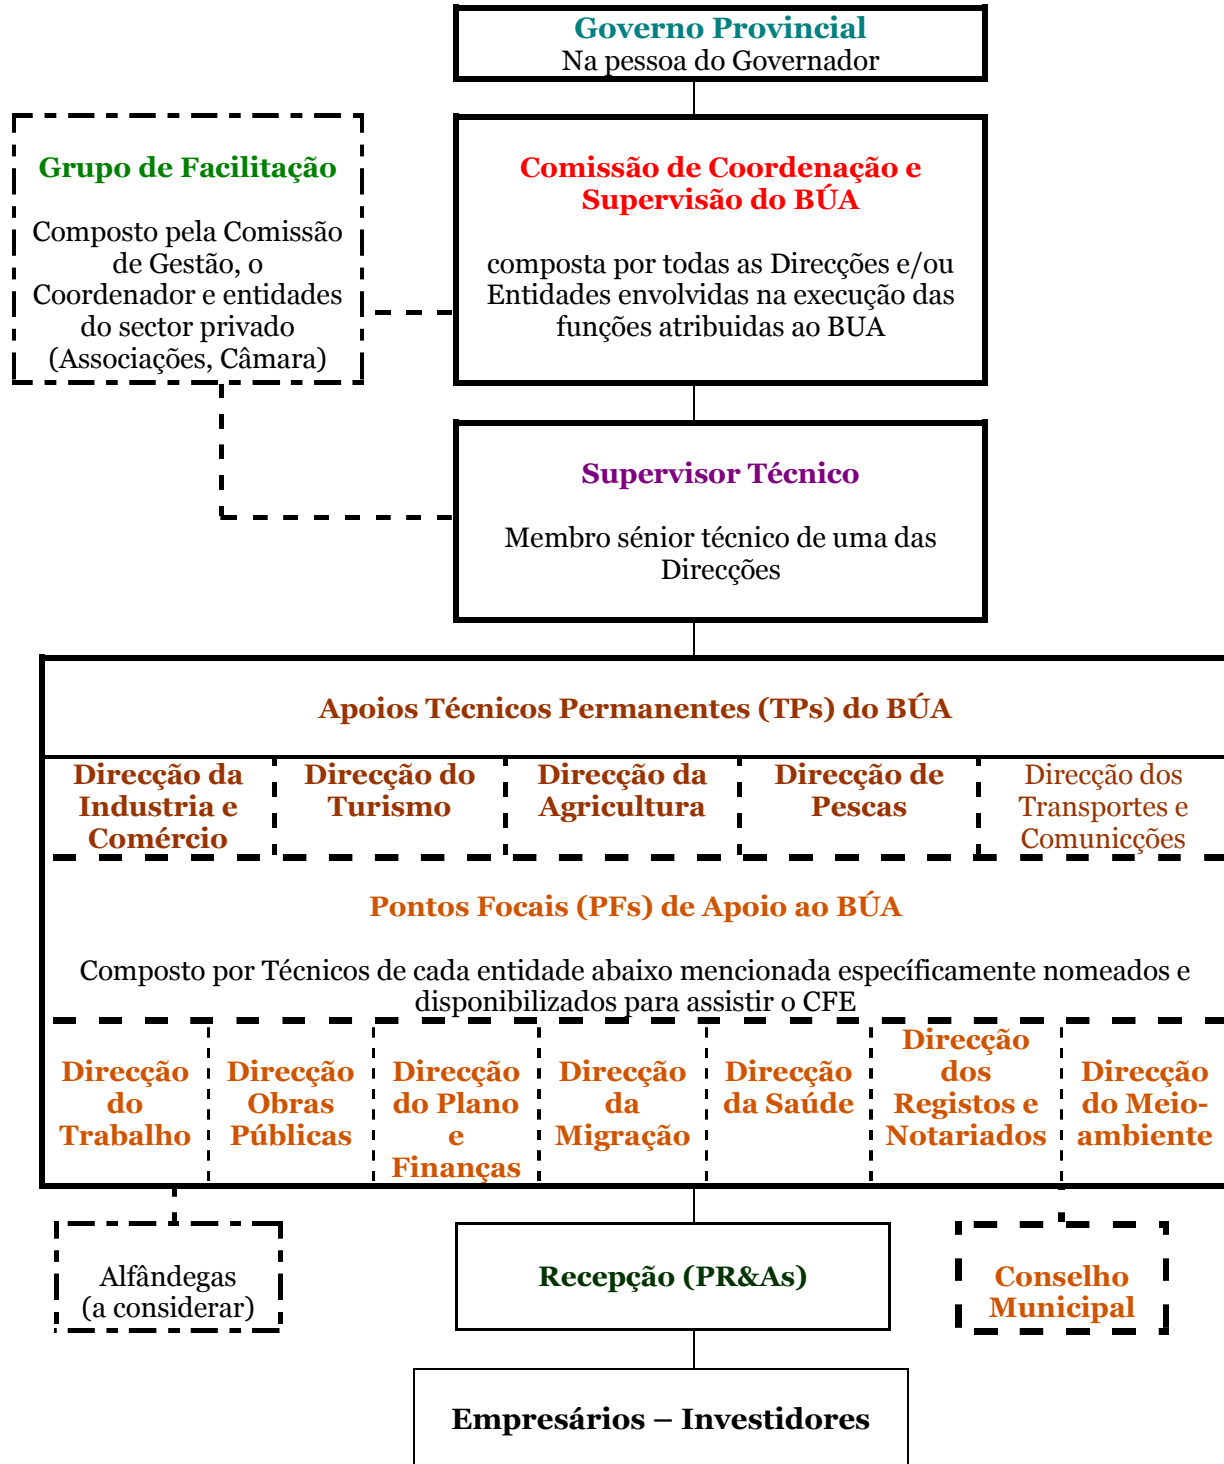 Governo Provincial
Na pessoa do Governador
Grupo de Facilitação
Composto pela Comissão
de Gestão, o
Coordenador e entidades
do sector privado
(Associações, Câmara)
Comissão de Coordenação e
Supervisão do BÚA
composta por todas as Direcções e/ou
Entidades envolvidas na execução das
funções atribuidas ao BUA
Supervisor Técnico
Membro sénior técnico de uma das
Direcções
Apoios Técnicos Permanentes (TPs) do BÚA
Direcção da
Industria e
Comércio
Direcção do
Turismo
Direcção da
Agricultura
Direcção de
Pescas
Direcção dos
Transportes e
Comunicções
Pontos Focais (PFs) de Apoio ao BÚA
Composto por Técnicos de cada entidade abaixo mencionada específicamente nomeados e
disponibilizados para assistir o CFE
Direcção
do
Trabalho
Direcção
Obras
Públicas
Direcção
do Plano
e
Finanças
Direcção
da
Migração
Direcção
da Saúde
Direcção
dos
Registos e
Notariados
Direcção
do Meio-
ambiente
Alfândegas
(a considerar)
Recepção (PR&As)
Conselho
Municipal
Empresários – Investidores